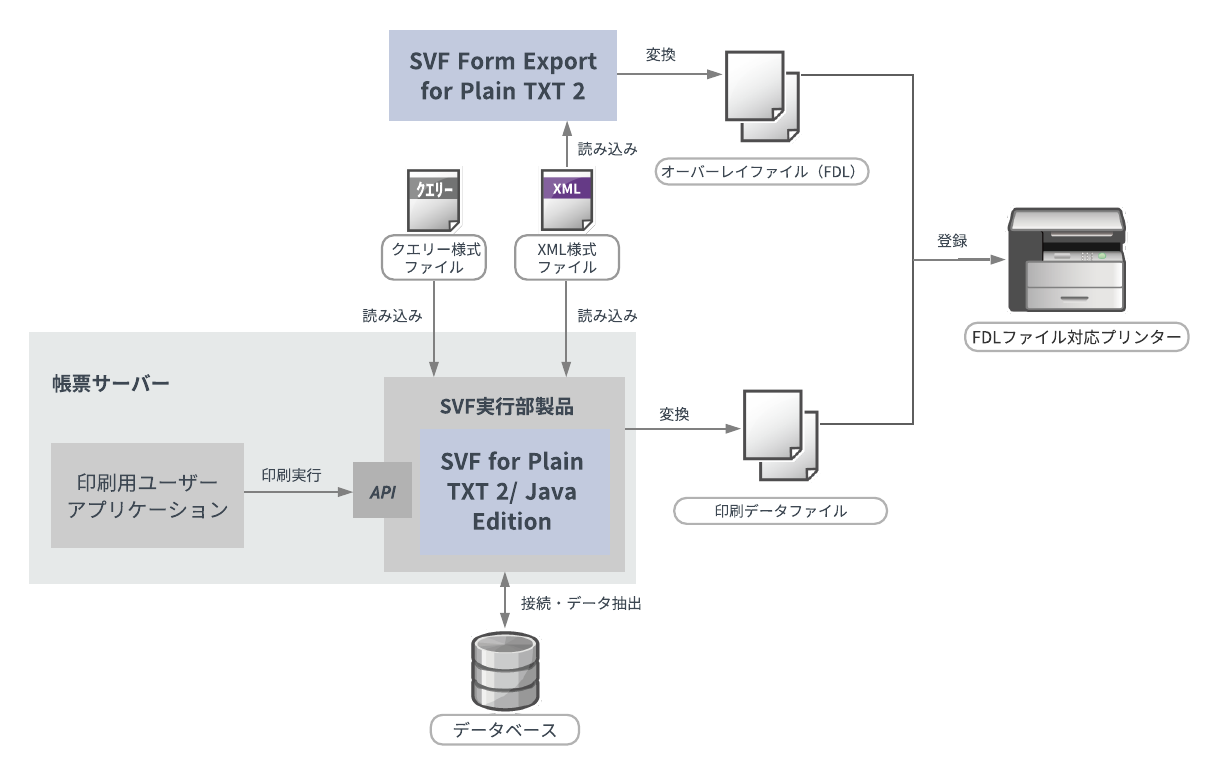 SVF Form Export
for Plain TXT 2
変換
読み込み
オーバーレイファイル（FDL）
クエリー
XML
クエリー様式
ファイル
XML様式
ファイル
登録
読み込み
読み込み
FDLファイル対応プリンター
帳票サーバー
SVF実行部製品
変換
SVF for Plain
TXT 2/ Java
Edition
印刷用ユーザー
アプリケーション
印刷実行
API
印刷データファイル
接続・データ抽出
データベース